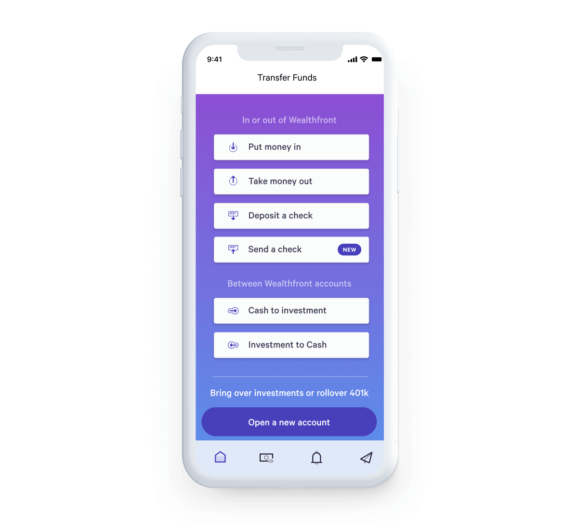 9:41
Transfer Funds
In or out of Wealthfront
Put money in
Take money out
Deposit a check
Send a check NEW
Between Wealthfront accounts
Cash to investment
Investment to Cash
Bring over investments or rollover 401k
Open a new account